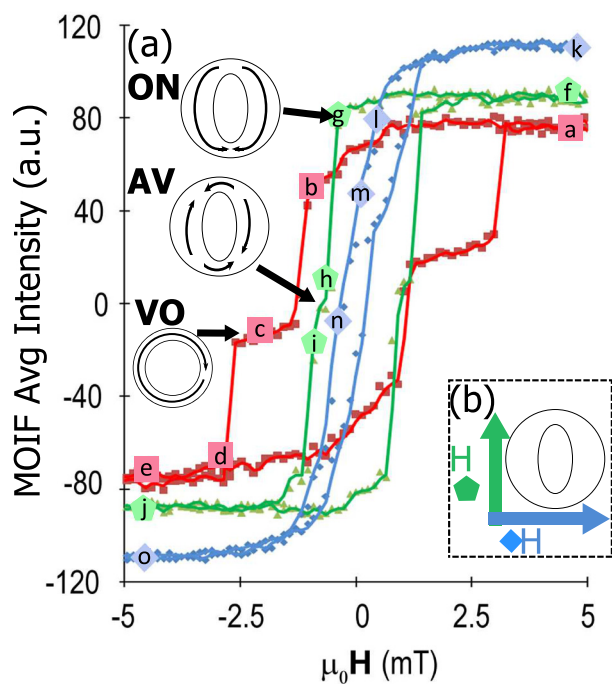 (a)
ON
AV
VO
MOIF Avg Intensity (a.u.)
120
80
40
0
-40
-80
-120
-5
-2.5
0
2.5
5
μ₀H (mT)
a
b
c
d
e
f
g
h
i
j
k
l
m
n
o
(b)
H
H